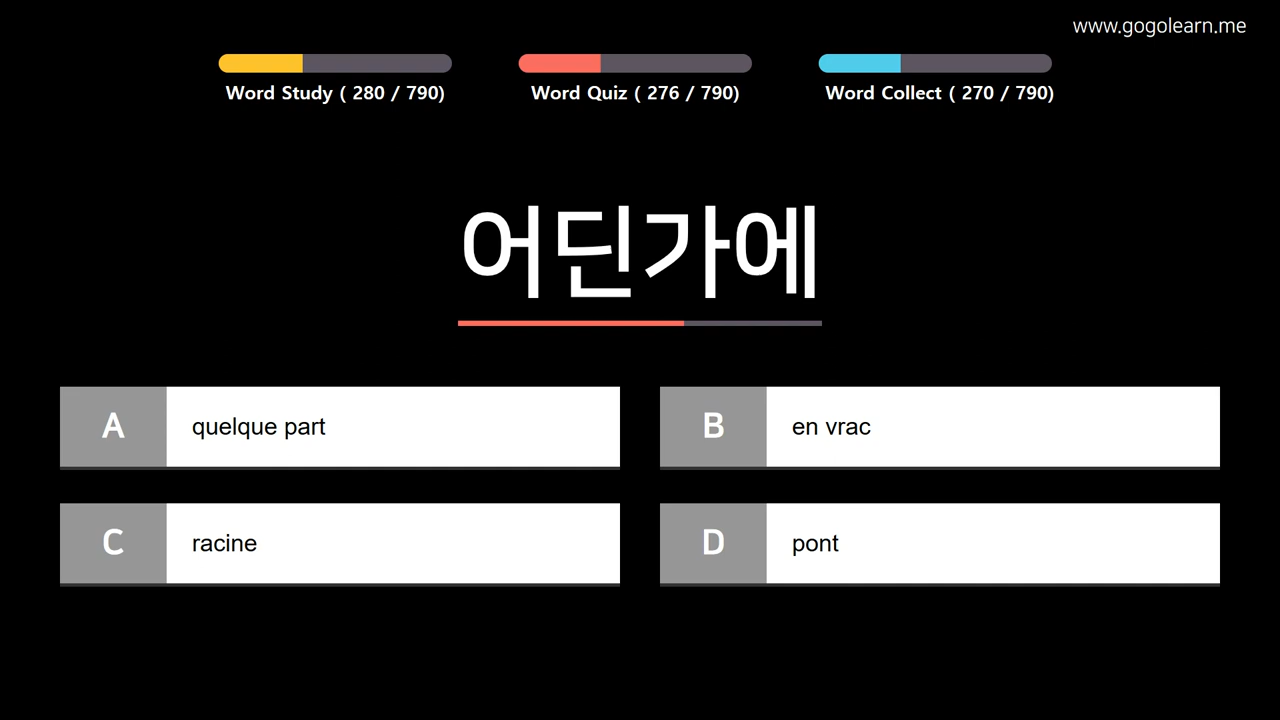 www.gogolearn.me
Word Study ( 280 / 790)
Word Quiz ( 276 / 790)
Word Collect ( 270 / 790)
어딘가에
A quelque part
B en vrac
C racine
D pont